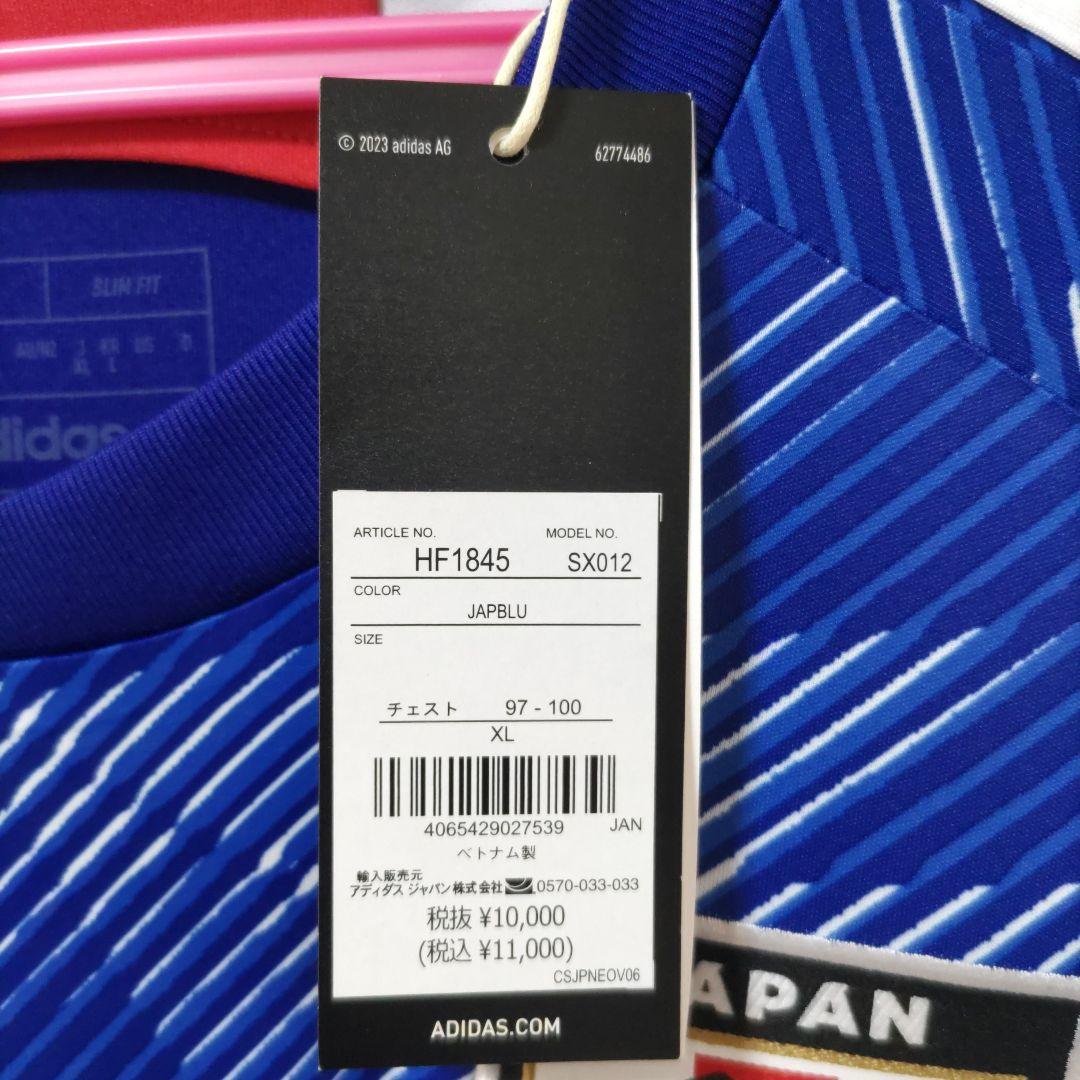 © 2023 adidas AG
62774486
SLIM FIT
adidas
ARTICLE NO.
MODEL NO.
HF1845
SX012
COLOR
JAPBLU
SIZE
チェスト 97 - 100
XL
4065429027539 JAN
ベトナム製
輸入販売元
アディダス ジャパン 株式会社 0570-033-033
税抜 ¥10,000
(税込 ¥11,000)
CSJPNEOV06
ADIDAS.COM
JAPAN